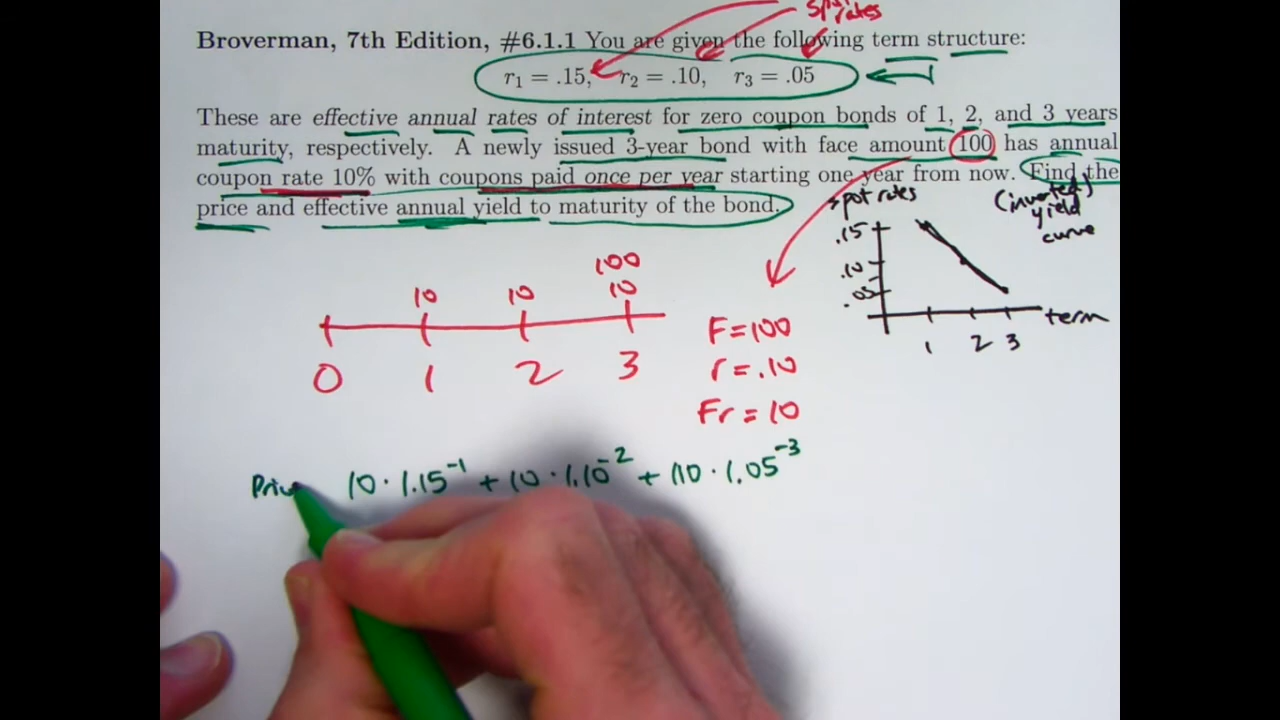 rates
Broverman, 7th Edition, #6.1.1 You are given the following term structure:
r1 = .15, r2 = .10, r3 = .05
These are effective annual rates of interest for zero coupon bonds of 1, 2, and 3 years
maturity, respectively. A newly issued 3-year bond with face amount 100 has annual
coupon rate 10% with coupons paid once per year starting one year from now. Find the
price and effective annual yield to maturity of the bond.
spot rates
(inverted)
yield
curve
.15
.10
.05
term
1 2 3
100
10 10 10
0 1 2 3
F=100
r=.10
Fr=10
10·1.15⁻¹ + 10·1.10⁻² + 110·1.05⁻³